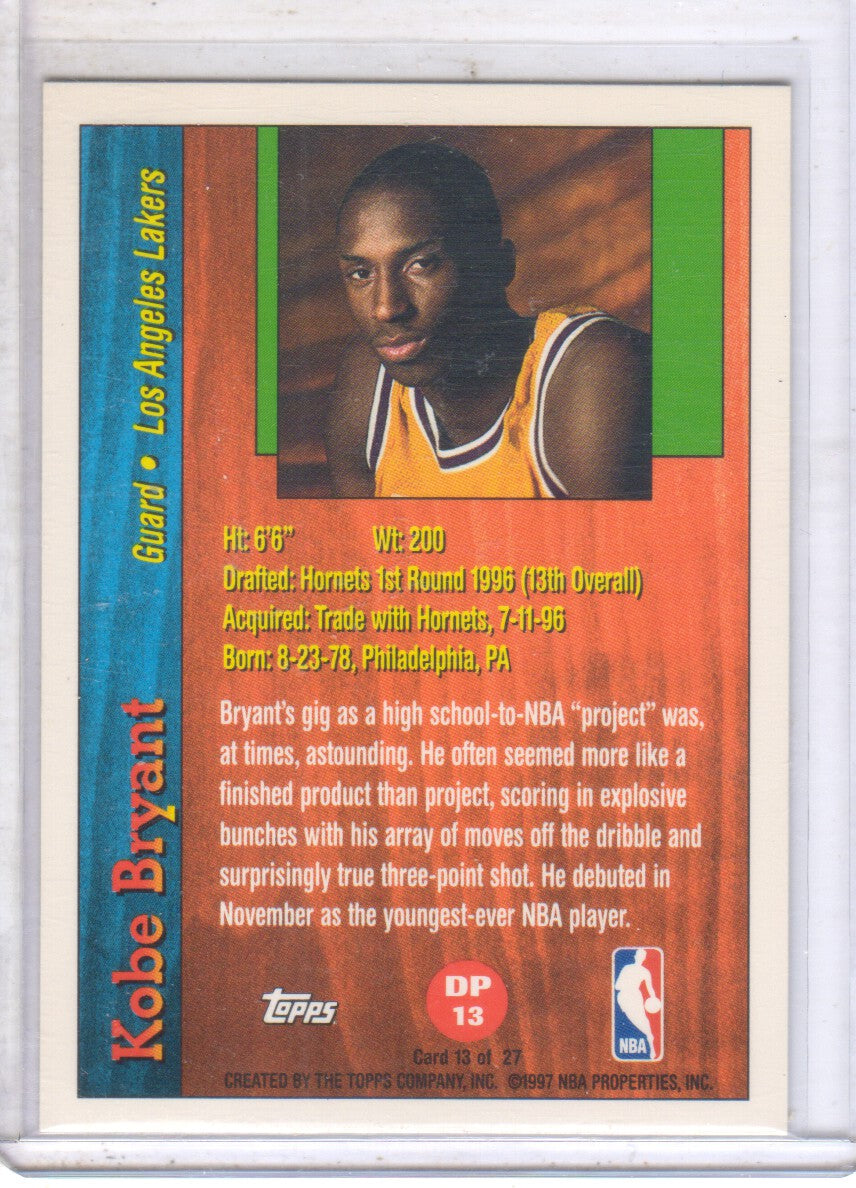 Guard • Los Angeles Lakers
Kobe Bryant
Ht: 6'6" Wt: 200
Drafted: Hornets 1st Round 1996 (13th Overall)
Acquired: Trade with Hornets, 7-11-96
Born: 8-23-78, Philadelphia, PA
Bryant's gig as a high school-to-NBA "project" was,
at times, astounding. He often seemed more like a
finished product than project, scoring in explosive
bunches with his array of moves off the dribble and
surprisingly true three-point shot. He debuted in
November as the youngest-ever NBA player.
TOPPS
DP
13
NBA
Card 13 of 27
CREATED BY THE TOPPS COMPANY, INC. ©1997 NBA PROPERTIES, INC.